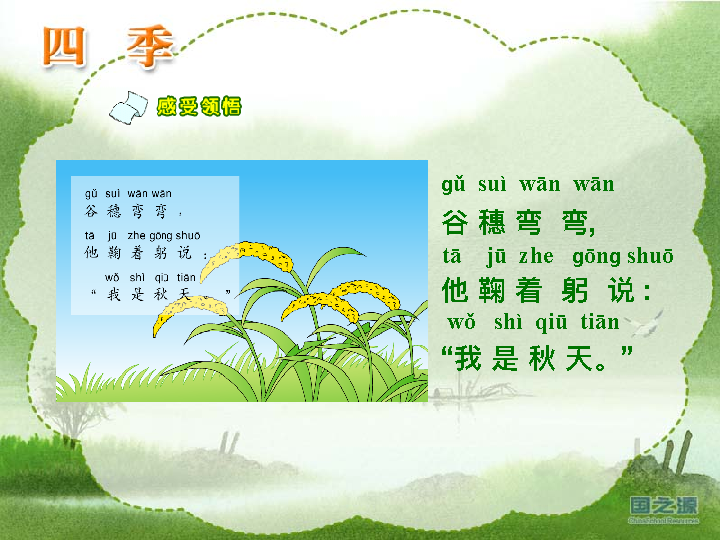 四 季
感受领悟
gǔ suì wān wān
谷 穗 弯 弯，
tā jū zhe gōng shuō
他 鞠 着 躬 说：
wǒ shì qiū tiān
“ 我 是 秋 天 。 ”
gǔ suì wān wān
谷 穗 弯 弯，
tā jū zhe gōng shuō
他 鞠 着 躬 说：
wǒ shì qiū tiān
“我 是 秋 天。”
国之源